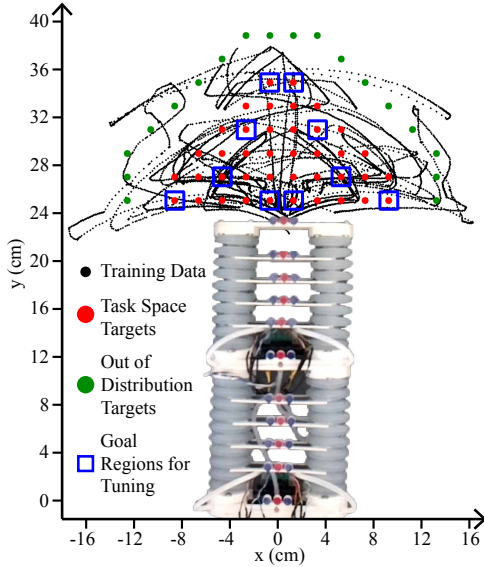 40
36
32
28
24
20
16
12
8
4
0
y (cm)
Training Data
Task Space
Targets
Out of
Distribution
Targets
Goal
Regions for
Tuning
-16 -12 -8 -4 0 4 8 12 16
x (cm)